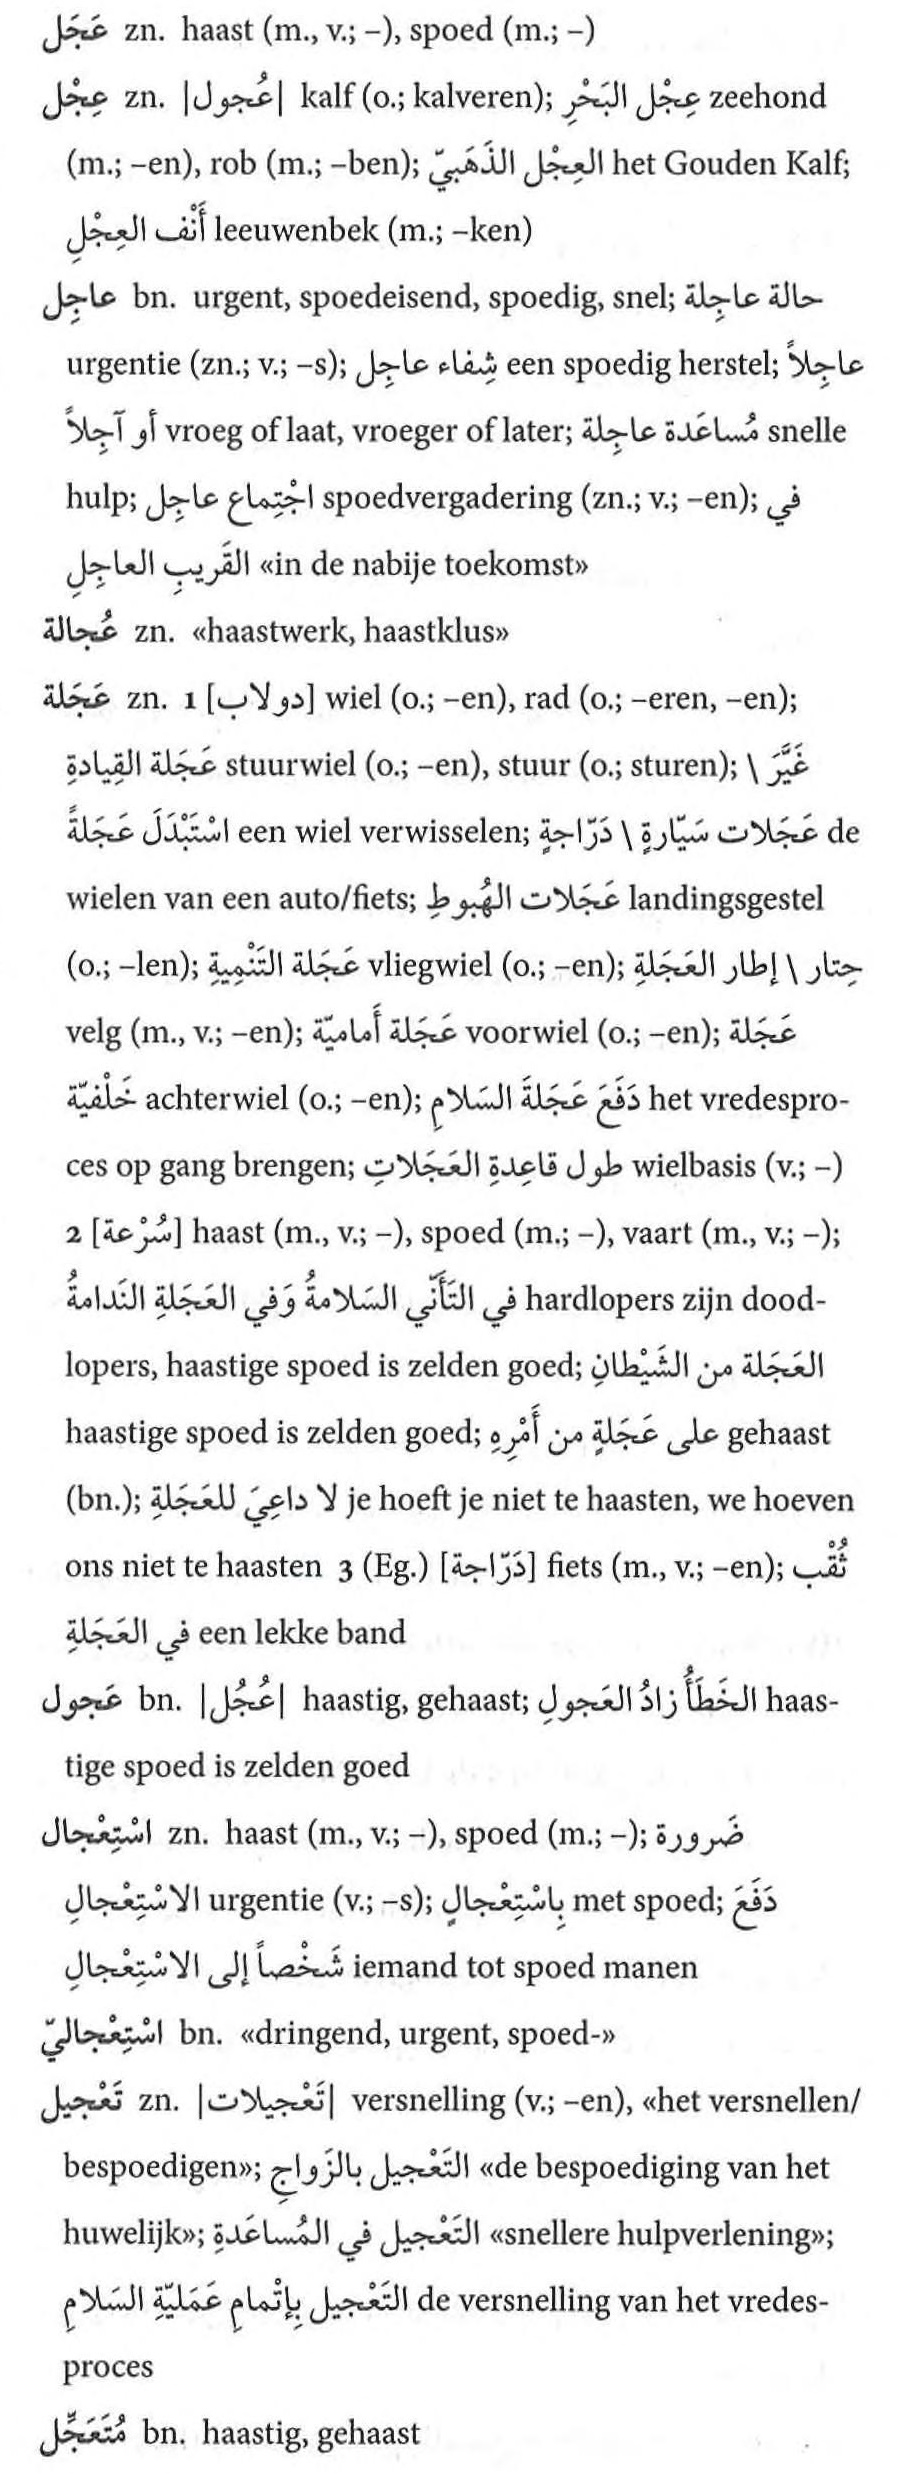 عَجَل zn. haast (m., v.; –), spoed (m.; –)
عِجْل zn. |عُجول| kalf (o.; kalveren); عِجْل البَحْرِ zeehond
(m.; –en), rob (m.; –ben); العِجْل الذَهَبيّ het Gouden Kalf;
أَنْف العِجْلِ leeuwenbek (m.; –ken)
عاجِل bn. urgent, spoedeisend, spoedig, snel; حالة عاجِلة
urgentie (zn.; v.; –s); شِفاء عاجِل een spoedig herstel; عاجِلاً
أو آجِلاً vroeg of laat, vroeger of later; مُساعَدة عاجِلة snelle
hulp; اجْتِماع عاجِل spoedvergadering (zn.; v.; –en); في
القَريبِ العاجِلِ «in de nabije toekomst»
عُجالة zn. «haastwerk, haastklus»
عَجَلة zn. 1 [دولاب] wiel (o.; –en), rad (o.; –eren, –en);
عَجَلة القِيادةِ stuurwiel (o.; –en), stuur (o.; sturen); غَيَّرَ \
اسْتَبْدَلَ عَجَلةً een wiel verwisselen; عَجَلات سَيّارةٍ \ دَرّاجةٍ de
wielen van een auto/fiets; عَجَلات الهُبوطِ landingsgestel
(o.; –len); عَجَلة التَنْمِيةِ vliegwiel (o.; –en); حِتار \ إطار العَجَلةِ
velg (m., v.; –en); عَجَلة أَماميّة voorwiel (o.; –en); عَجَلة
خَلْفيّة achterwiel (o.; –en); دَفَعَ عَجَلةَ السَلامِ het vredespro-
ces op gang brengen; طول قاعِدةِ العَجَلاتِ wielbasis (v.; –)
2 [سُرْعة] haast (m., v.; –), spoed (m.; –), vaart (m., v.; –);
في التَأَنّي السَلامةُ وَفي العَجَلةِ النَدامةُ hardlopers zijn dood-
lopers, haastige spoed is zelden goed; العَجَلة من الشَيْطانِ
haastige spoed is zelden goed; على عَجَلةٍ من أَمْرِهِ gehaast
(bn.); لا داعِيَ للعَجَلةِ je hoeft je niet te haasten, we hoeven
ons niet te haasten 3 (Eg.) [دَرّاجة] fiets (m., v.; –en); ثُقْب
في العَجَلةِ een lekke band
عَجول bn. |عُجُل| haastig, gehaast; الخَطَأُ زادُ العَجولِ haas-
tige spoed is zelden goed
اسْتِعْجال zn. haast (m., v.; –), spoed (m.; –); ضَرورة
الاسْتِعْجالِ urgentie (v.; –s); بِاسْتِعْجالٍ met spoed; دَفَعَ
شَخْصاً إلى الاسْتِعْجالِ iemand tot spoed manen
اسْتِعْجاليّ bn. «dringend, urgent, spoed-»
تَعْجيل zn. |تَعْجيلات| versnelling (v.; –en), «het versnellen/
bespoedigen»; التَعْجيل بالزَواجِ «de bespoediging van het
huwelijk»; التَعْجيل في المُساعَدةِ «snellere hulpverlening»;
التَعْجيل بِإتْمامِ عَمَليّةِ السَلامِ de versnelling van het vredes-
proces
مُتَعَجِّل bn. haastig, gehaast